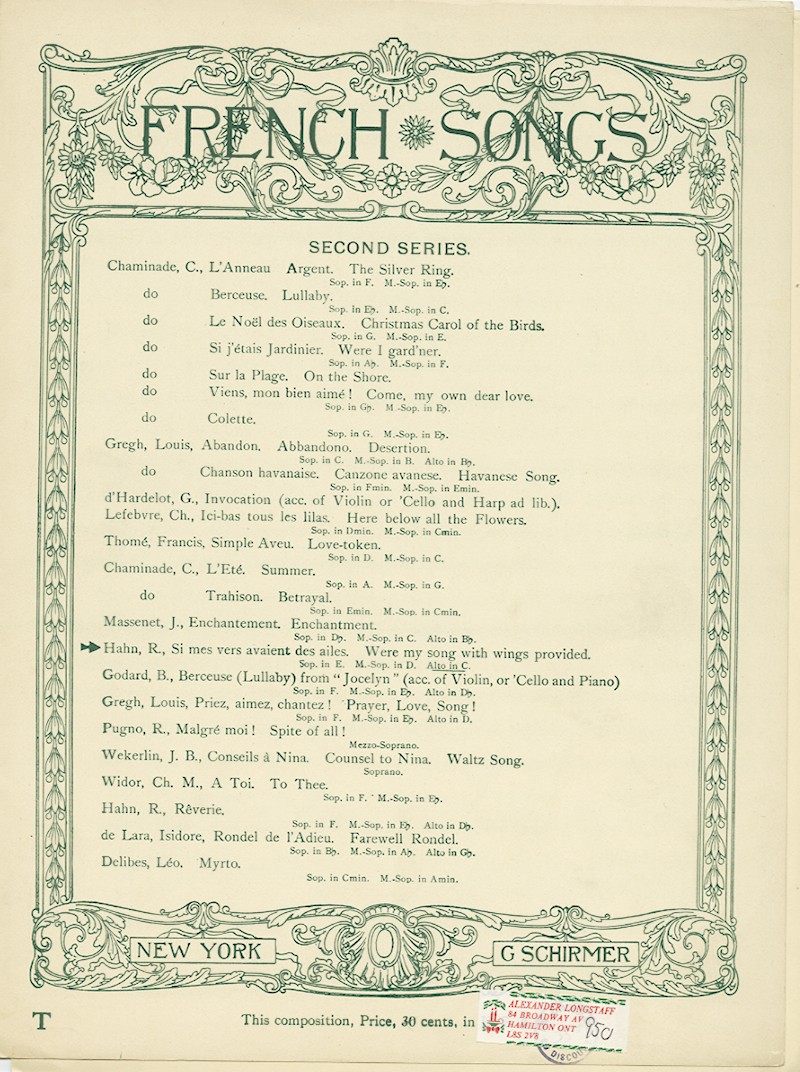 FRENCH SONGS
SECOND SERIES.
Chaminade, C., L'Anneau Argent. The Silver Ring.
Sop. in F. M.-Sop. in E♭.
do Berceuse. Lullaby.
Sop. in E♭. M.-Sop. in C.
do Le Noël des Oiseaux. Christmas Carol of the Birds.
Sop. in G. M.-Sop. in E.
do Si j'étais Jardinier. Were I gard'ner.
Sop. in A♭. M.-Sop. in F.
do Sur la Plage. On the Shore.
do Viens, mon bien aimé! Come, my own dear love.
Sop. in G♭. M.-Sop. in E♭.
do Colette.
Sop. in G. M.-Sop. in E♭.
Gregh, Louis, Abandon. Abbandono. Desertion.
Sop. in C. M.-Sop. in B. Alto in B♭.
do Chanson havanaise. Canzone avanese. Havanese Song.
Sop. in Fmin. M.-Sop. in Emin.
d'Hardelot, G., Invocation (acc. of Violin or 'Cello and Harp ad lib.).
Lefebvre, Ch., Ici-bas tous les lilas. Here below all the Flowers.
Sop. in Dmin. M.-Sop. in Cmin.
Thomé, Francis, Simple Aveu. Love-token.
Sop. in D. M.-Sop. in C.
Chaminade, C., L'Eté. Summer.
Sop. in A. M.-Sop. in G.
do Trahison. Betrayal.
Sop. in Emin. M.-Sop. in Cmin.
Massenet, J., Enchantement. Enchantment.
Sop. in D♭. M.-Sop. in C. Alto in B♭.
Hahn, R., Si mes vers avaient des ailes. Were my song with wings provided.
Sop. in E. M.-Sop. in D. Alto in C.
Godard, B., Berceuse (Lullaby) from "Jocelyn" (acc. of Violin, or 'Cello and Piano)
Sop. in F. M.-Sop. in E♭. Alto in D♭.
Gregh, Louis, Priez, aimez, chantez! Prayer, Love, Song!
Sop. in F. M.-Sop. in E♭. Alto in D.
Pugno, R., Malgré moi! Spite of all!
Mezzo-Soprano.
Wekerlin, J. B., Conseils à Nina. Counsel to Nina. Waltz Song.
Soprano.
Widor, Ch. M., A Toi. To Thee.
Sop. in F. M.-Sop. in E♭.
Hahn, R., Rêverie.
Sop. in F. M.-Sop. in E♭. Alto in D♭.
de Lara, Isidore, Rondel de l'Adieu. Farewell Rondel.
Sop. in B♭. M.-Sop. in A♭. Alto in G♭.
Delibes, Léo. Myrto.
Sop. in Cmin. M.-Sop. in Amin.
NEW YORK G SCHIRMER
T This composition, Price, 30 cents, in
ALEXANDER LONGSTAFF
84 BROADWAY AV
HAMILTON ONT
L8S 2V8
950